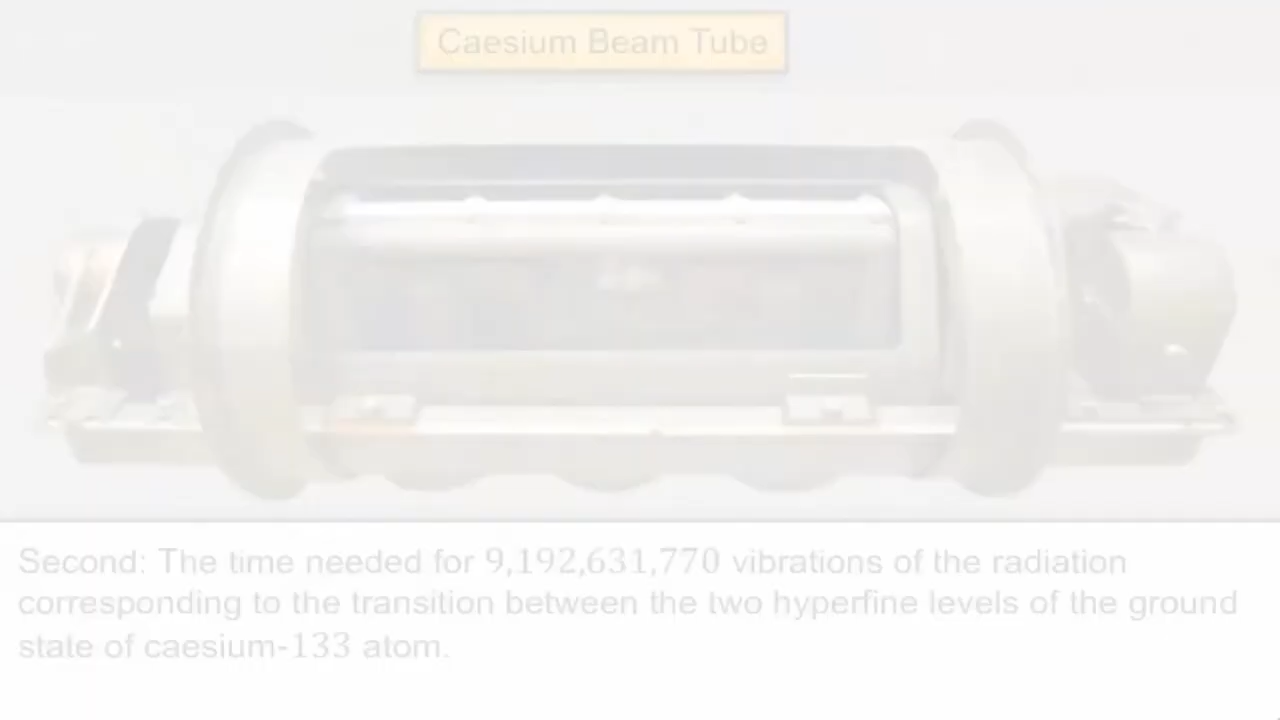 Caesium Beam Tube
Second: The time needed for 9,192,631,770 vibrations of the radiation
corresponding to the transition between the two hyperfine levels of the ground
state of caesium-133 atom.